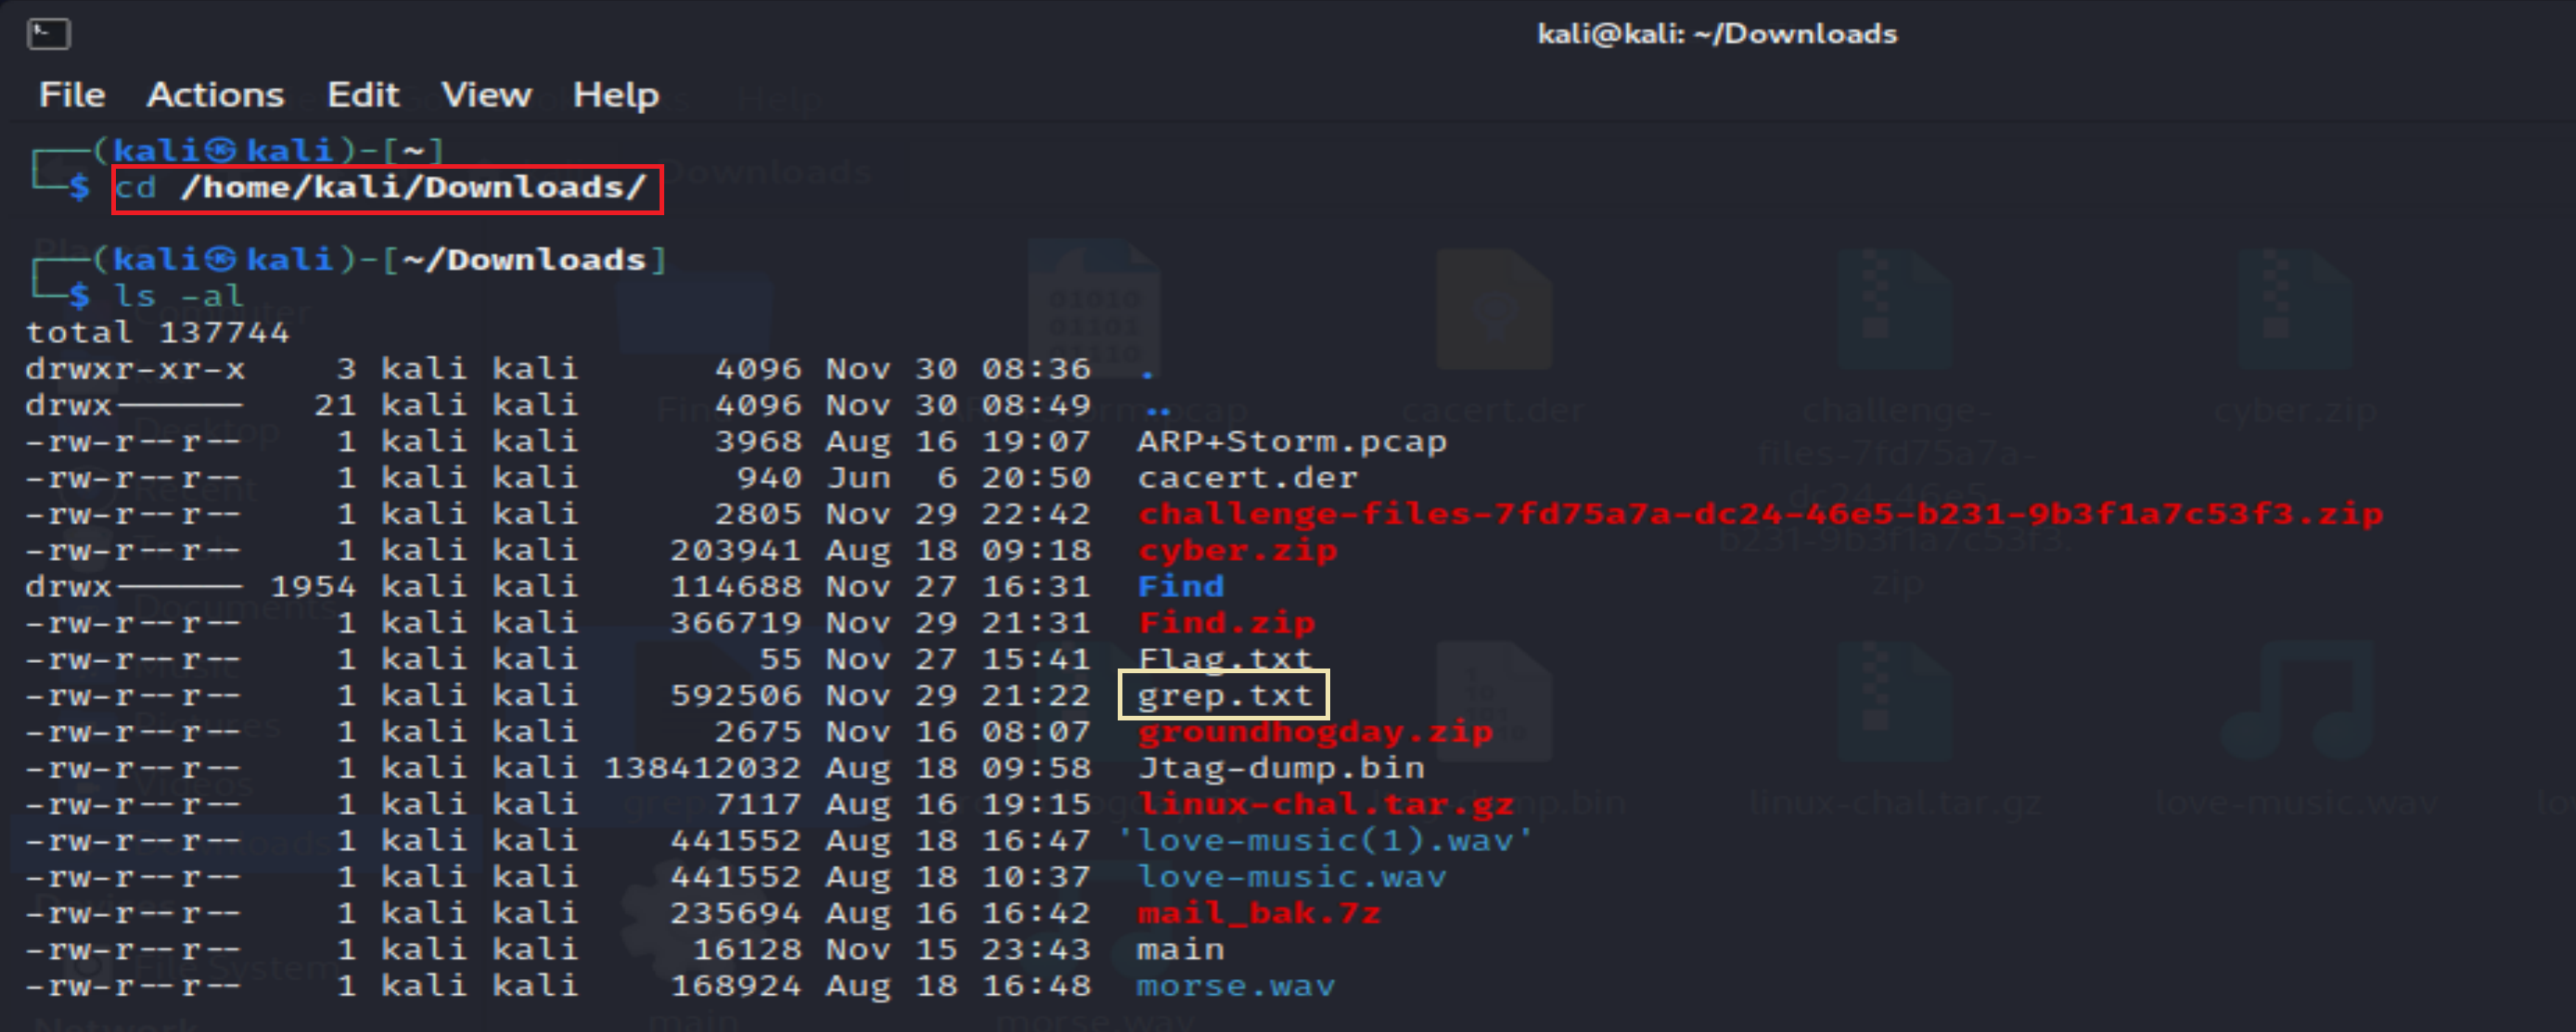 kali@kali: ~/Downloads
File Actions Edit View Help
┌──(kali㉿kali)-[~]
└─$ cd /home/kali/Downloads/
┌──(kali㉿kali)-[~/Downloads]
└─$ ls -al
total 137744
drwxr-xr-x 3 kali kali 4096 Nov 30 08:36 .
drwx------ 21 kali kali 4096 Nov 30 08:49 ..
-rw-r--r-- 1 kali kali 3968 Aug 16 19:07 ARP+Storm.pcap
-rw-r--r-- 1 kali kali 940 Jun 6 20:50 cacert.der
-rw-r--r-- 1 kali kali 2805 Nov 29 22:42 challenge-files-7fd75a7a-dc24-46e5-b231-9b3f1a7c53f3.zip
-rw-r--r-- 1 kali kali 203941 Aug 18 09:18 cyber.zip
drwx------ 1954 kali kali 114688 Nov 27 16:31 Find
-rw-r--r-- 1 kali kali 366719 Nov 29 21:31 Find.zip
-rw-r--r-- 1 kali kali 55 Nov 27 15:41 Flag.txt
-rw-r--r-- 1 kali kali 592506 Nov 29 21:22 grep.txt
-rw-r--r-- 1 kali kali 2675 Nov 16 08:07 groundhogday.zip
-rw-r--r-- 1 kali kali 138412032 Aug 18 09:58 Jtag-dump.bin
-rw-r--r-- 1 kali kali 7117 Aug 16 19:15 linux-chal.tar.gz
-rw-r--r-- 1 kali kali 441552 Aug 18 16:47 'love-music(1).wav'
-rw-r--r-- 1 kali kali 441552 Aug 18 10:37 love-music.wav
-rw-r--r-- 1 kali kali 235694 Aug 16 16:42 mail_bak.7z
-rw-r--r-- 1 kali kali 16128 Nov 15 23:43 main
-rw-r--r-- 1 kali kali 168924 Aug 18 16:48 morse.wav